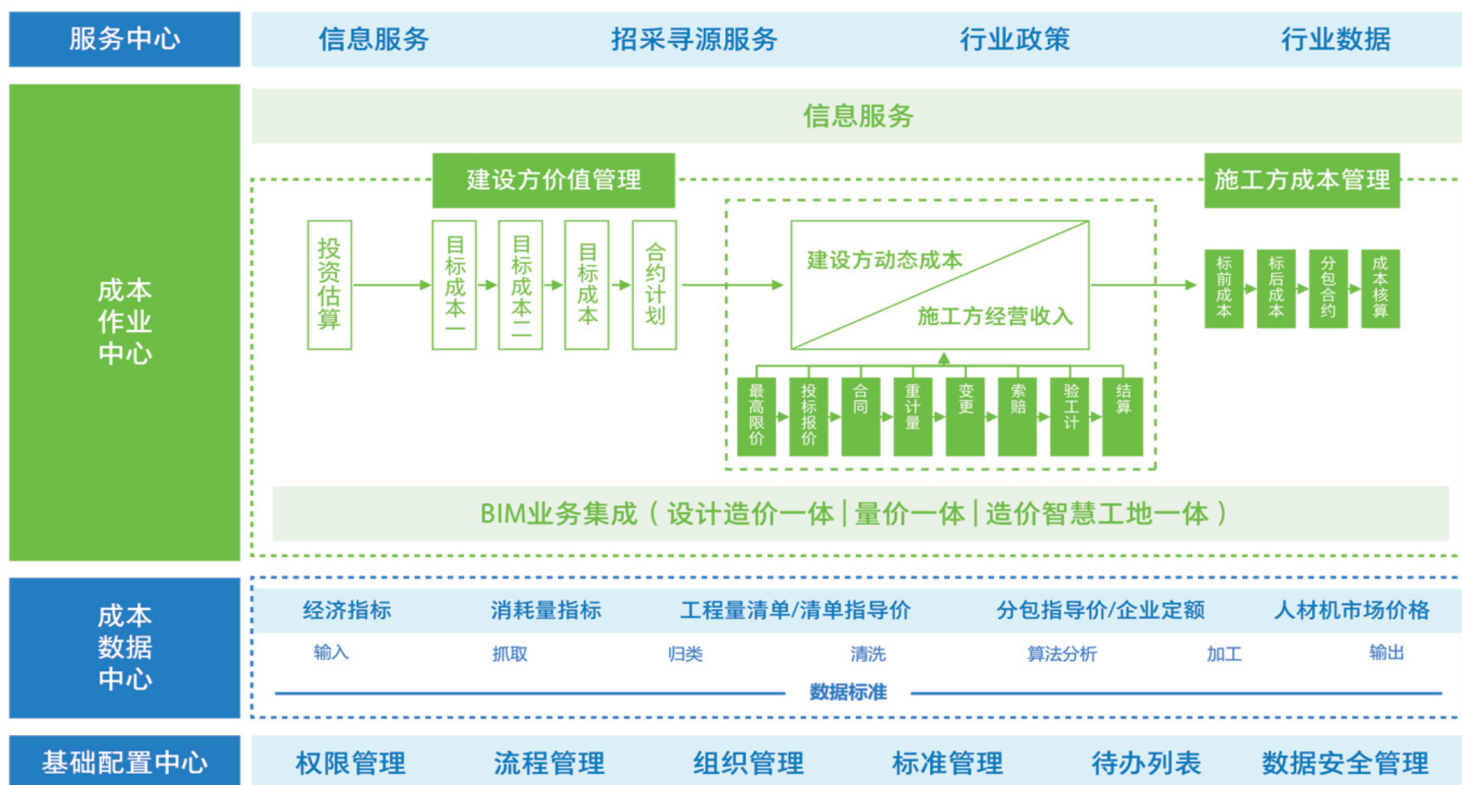 服务中心
信息服务
招采寻源服务
行业政策
行业数据
成本
作业
中心
信息服务
建设方价值管理
施工方成本管理
投资估算
目标成本一
目标成本二
目标成本
合约计划
建设方动态成本
施工方经营收入
最高限价
投标报价
合同
重计量
变更
索赔
验工计
结算
标前成本
标后成本
分包合约
成本核算
BIM业务集成（设计造价一体|量价一体|造价智慧工地一体）
成本
数据
中心
经济指标
消耗量指标
工程量清单/清单指导价
分包指导价/企业定额
人材机市场价格
输入
抓取
归类
清洗
算法分析
加工
输出
数据标准
基础配置中心
权限管理
流程管理
组织管理
标准管理
待办列表
数据安全管理